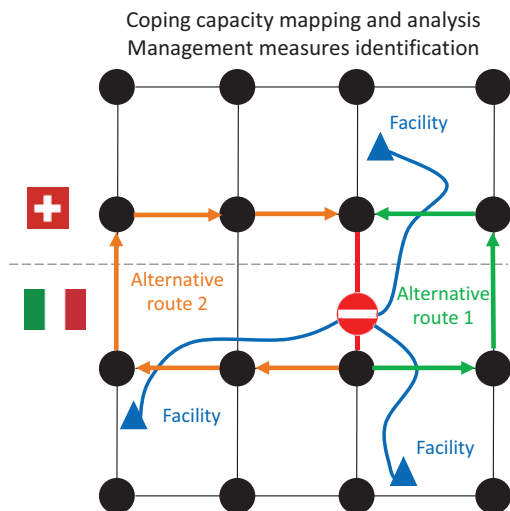 Coping capacity mapping and analysis
Management measures identification
Facility
Alternative
route 2
Alternative
route 1
Facility
Facility